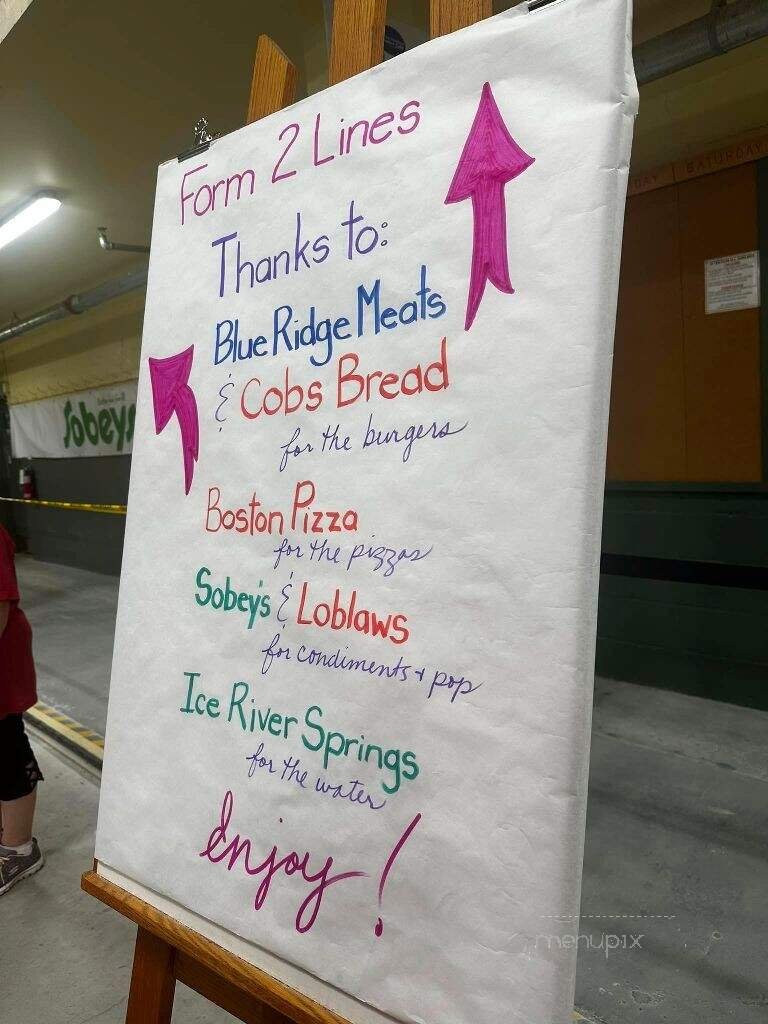 Form 2 Lines
Thanks to:
Blue Ridge Meats
& Cobs Bread
for the burgers
Boston Pizza
for the pizzas
Sobey's & Loblaws
for condiments + pop
Ice River Springs
for the water
Enjoy!
Sobeys
SATURDAY
menupix